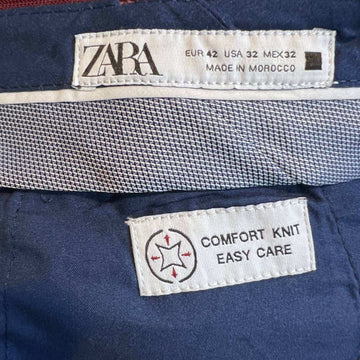 ZARA
EUR 42 USA 32 MEX 32
MADE IN MOROCCO
COMFORT KNIT
EASY CARE